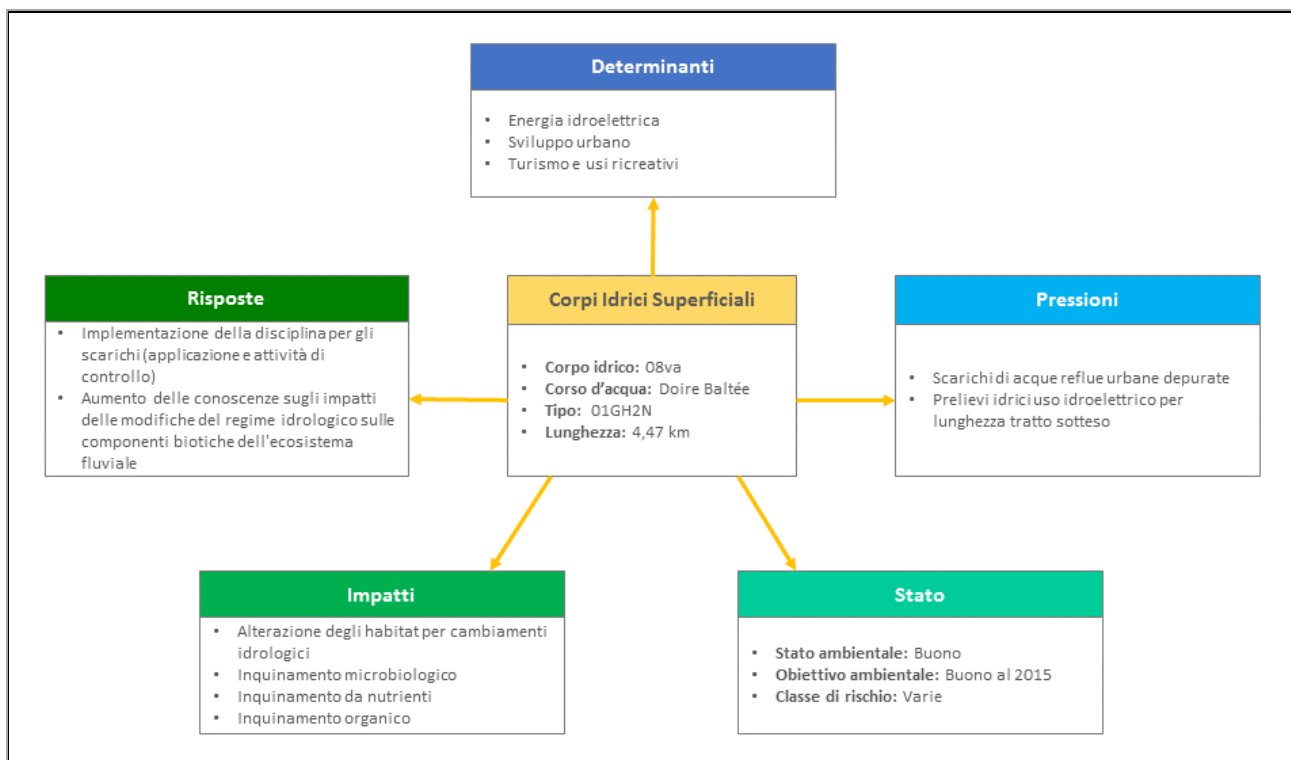 Determinanti
• Energia idroelettrica
• Sviluppo urbano
• Turismo e usi ricreativi
Risposte
• Implementazione della disciplina per gli
scarichi (applicazione e attività di
controllo)
• Aumento delle conoscenze sugli impatti
delle modifiche del regime idrologico sulle
componenti biotiche dell'ecosistema
fluviale
Corpi Idrici Superficiali
• Corpo idrico: 08va
• Corso d'acqua: Doire Baltée
• Tipo: 01GH2N
• Lunghezza: 4,47 km
Pressioni
• Scarichi di acque reflue urbane depurate
• Prelievi idrici uso idroelettrico per
lunghezza tratto sotteso
Impatti
• Alterazione degli habitat per cambiamenti
idrologici
• Inquinamento microbiologico
• Inquinamento da nutrienti
• Inquinamento organico
Stato
• Stato ambientale: Buono
• Obiettivo ambientale: Buono al 2015
• Classe di rischio: Varie